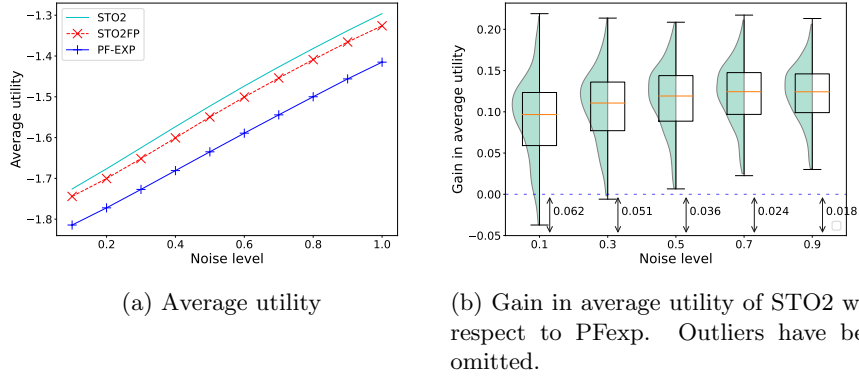 −1.3
−1.4
−1.5
−1.6
−1.7
−1.8
Average utility
STO2
STO2FP
PF-EXP
0.2
0.4
0.6
0.8
1.0
Noise level
(a) Average utility
0.20
0.15
0.10
0.05
0.00
−0.05
Gain in average utility
0.062
0.051
0.036
0.024
0.018
0.1
0.3
0.5
0.7
0.9
Noise level
(b) Gain in average utility of STO2 w
respect to PFexp. Outliers have be
omitted.